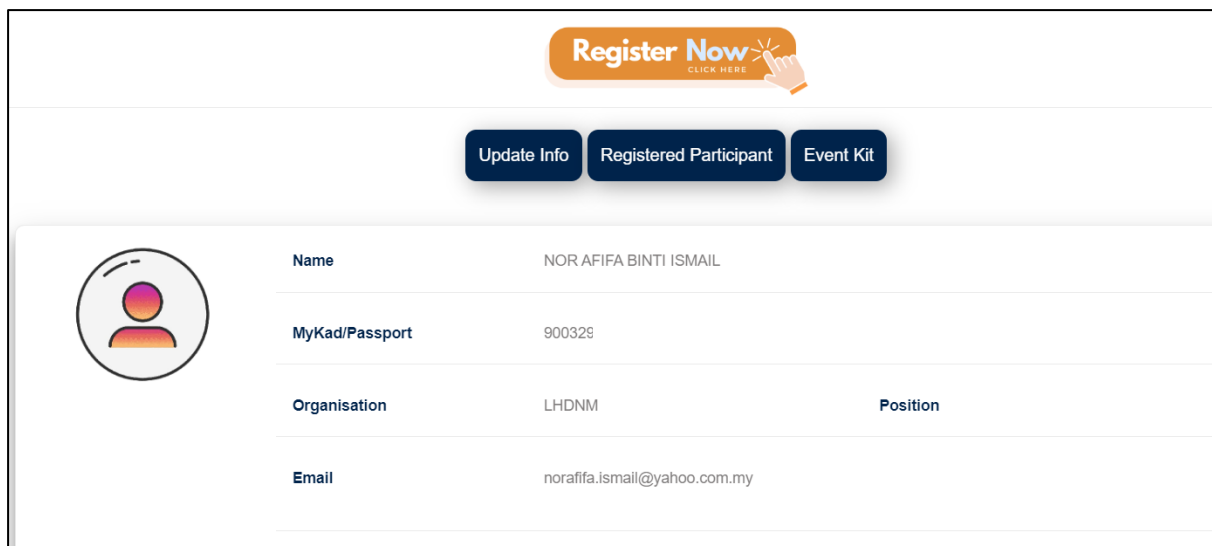 Register Now
CLICK HERE
Update Info Registered Participant Event Kit
Name NOR AFIFA BINTI ISMAIL
MyKad/Passport 900329
Organisation LHDNM Position
Email norafifa.ismail@yahoo.com.my